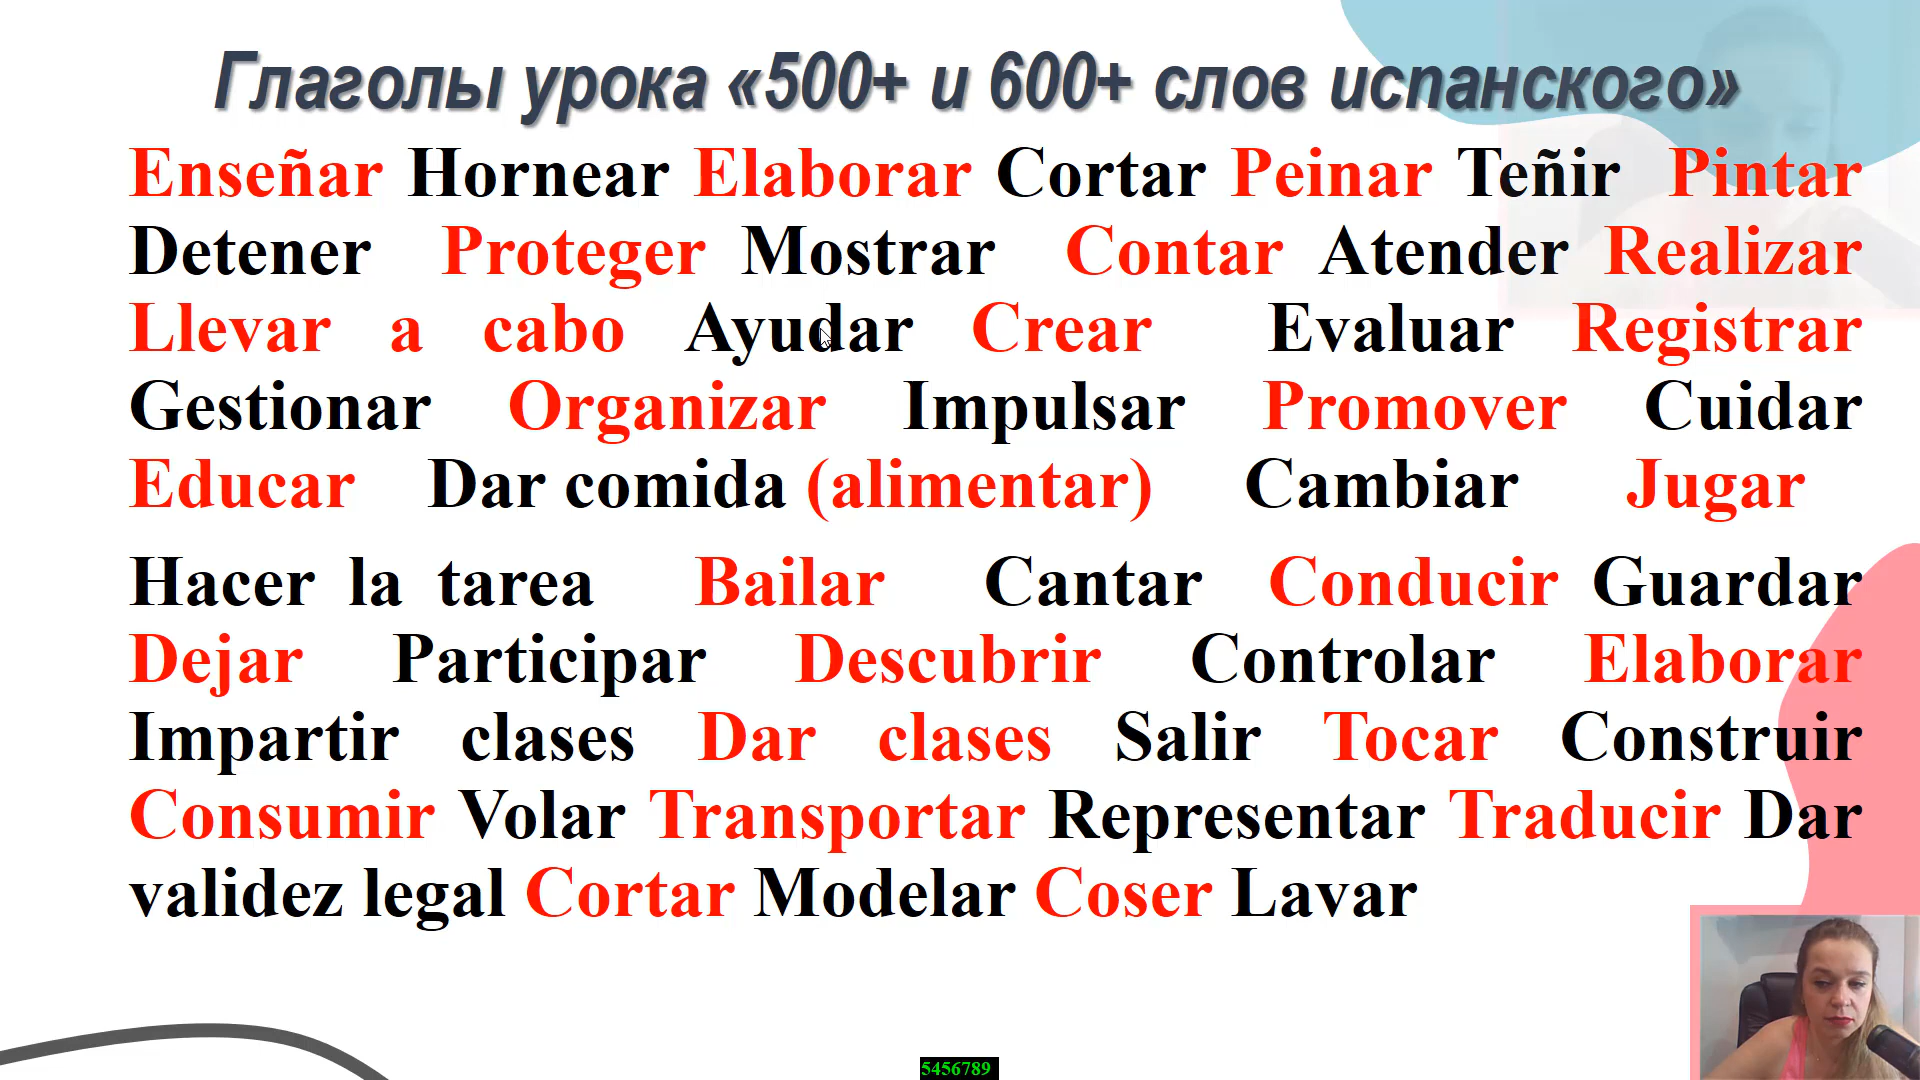 Глаголы урока «500+ и 600+ слов испанского»
Enseñar Hornear Elaborar Cortar Peinar Teñir Pintar
Detener Proteger Mostrar Contar Atender Realizar
Llevar a cabo Ayudar Crear Evaluar Registrar
Gestionar Organizar Impulsar Promover Cuidar
Educar Dar comida (alimentar) Cambiar Jugar
Hacer la tarea Bailar Cantar Conducir Guardar
Dejar Participar Descubrir Controlar Elaborar
Impartir clases Dar clases Salir Tocar Construir
Consumir Volar Transportar Representar Traducir Dar
validez legal Cortar Modelar Coser Lavar
5456789